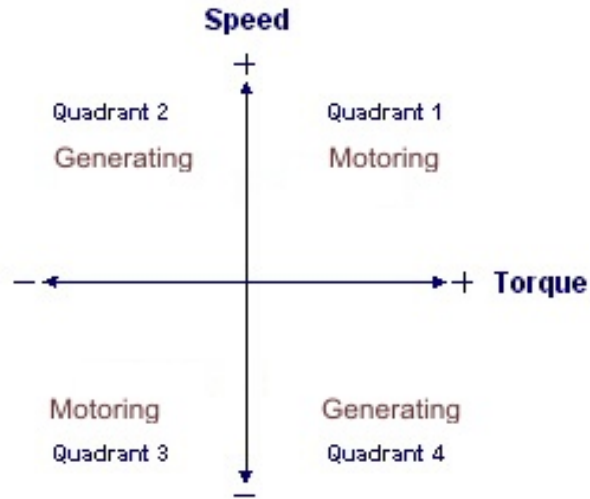 Speed
+
Quadrant 2
Quadrant 1
Generating
Motoring
− + Torque
Motoring
Generating
Quadrant 3
Quadrant 4
−